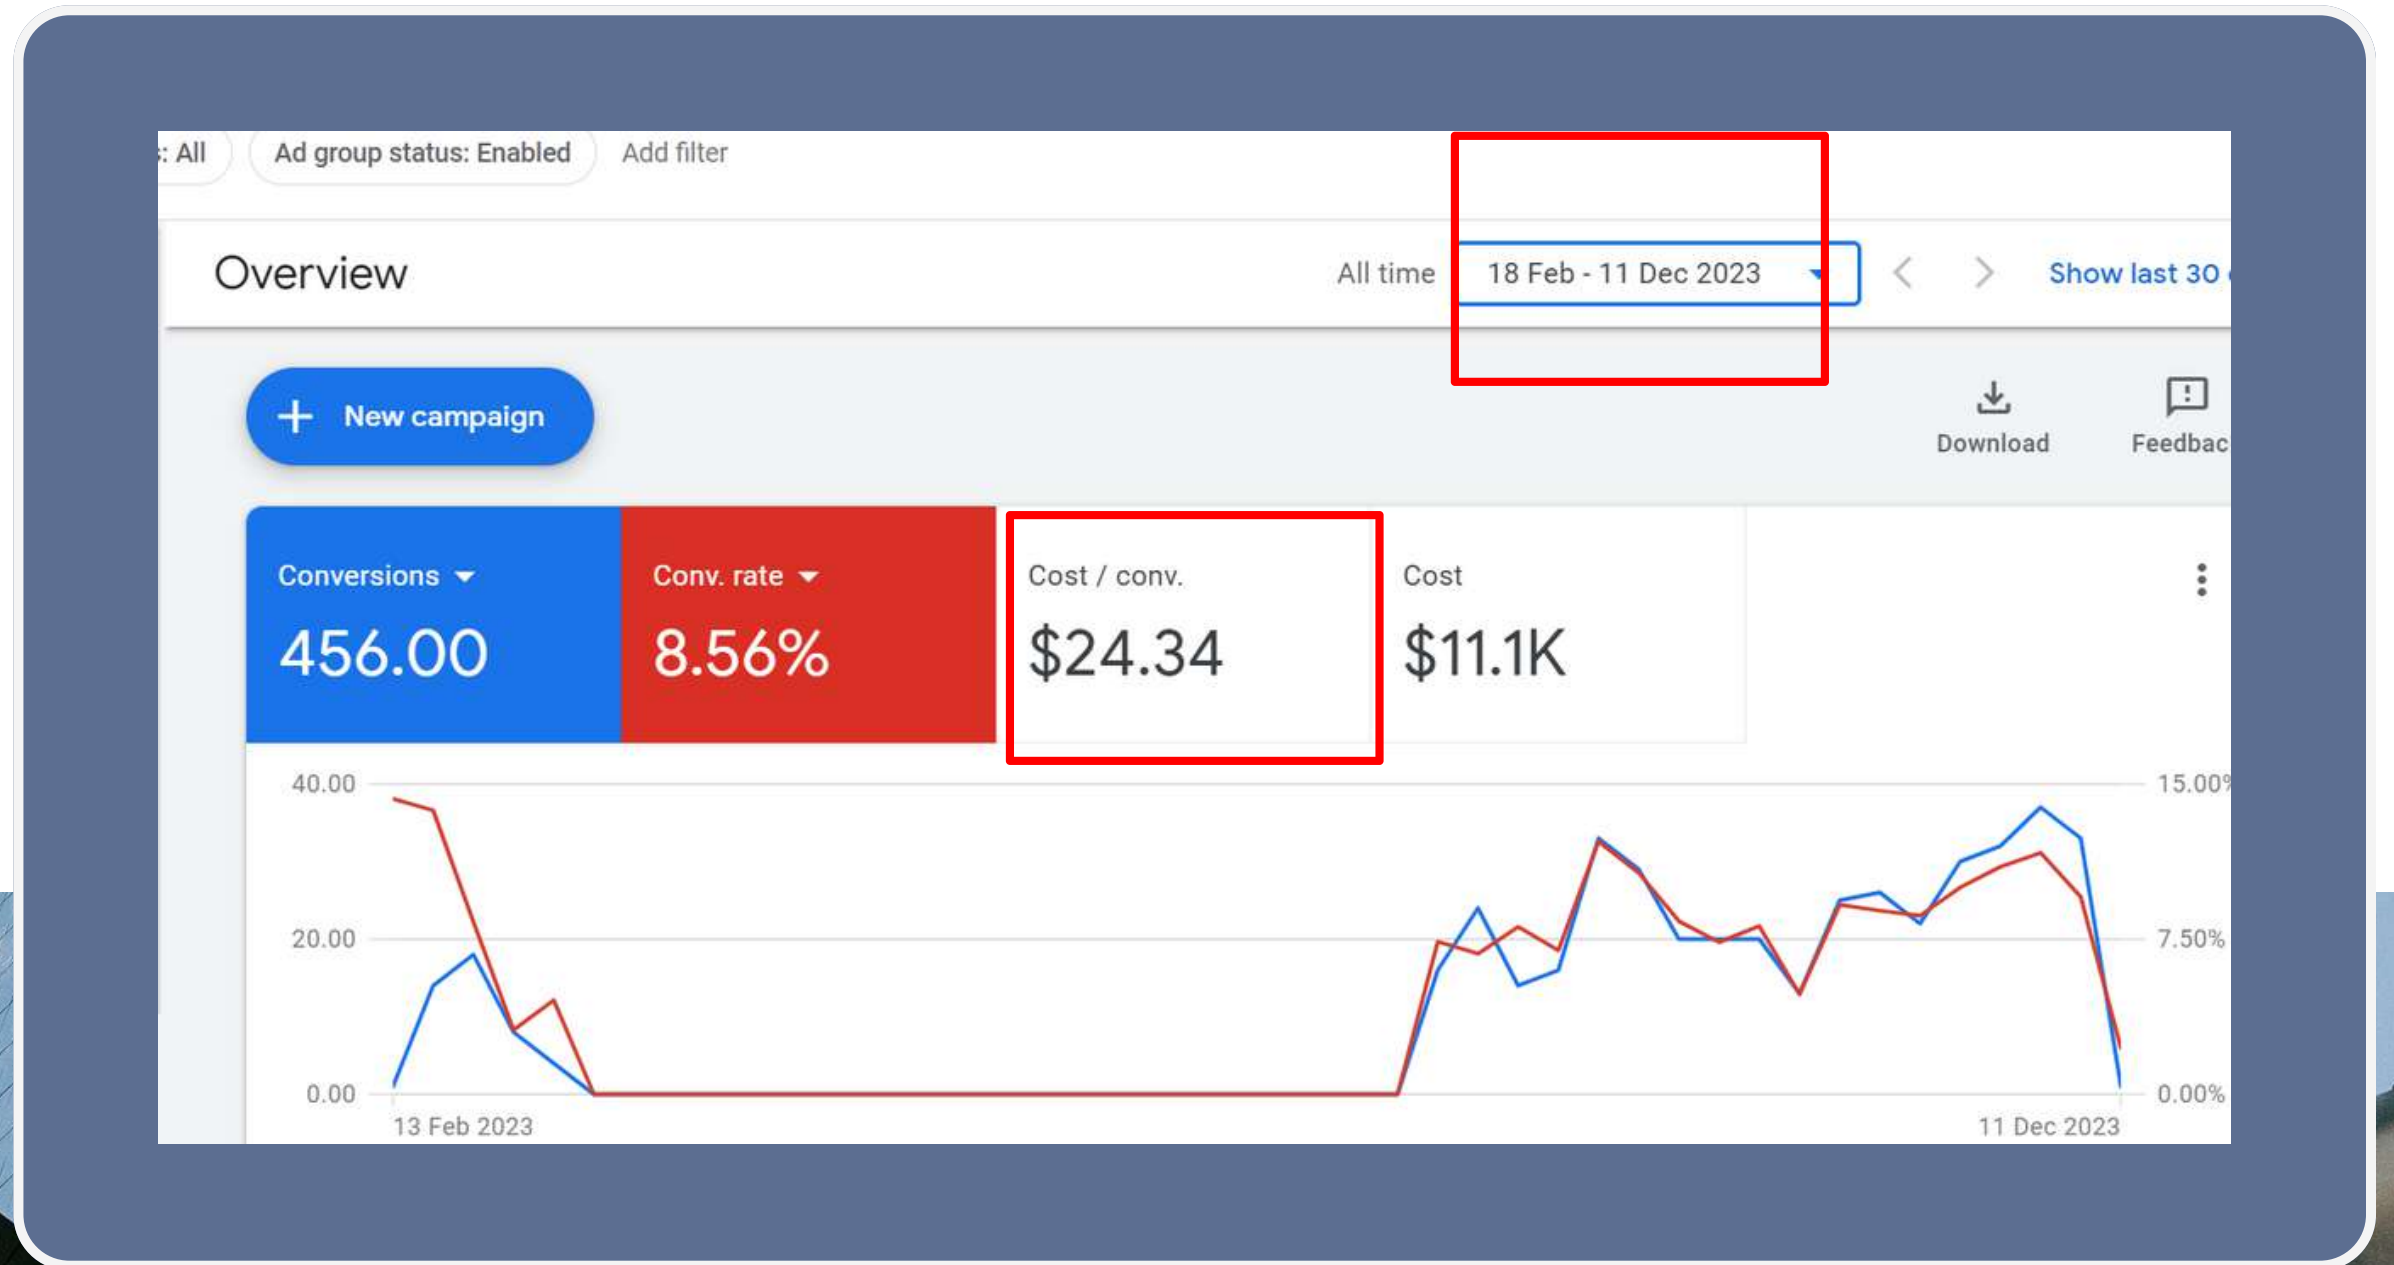 : All
Ad group status: Enabled
Add filter
Overview
All time
18 Feb - 11 Dec 2023
Show last 30
New campaign
Download
Feedbac
Conversions
Conv. rate
Cost / conv.
Cost
456.00
8.56%
$24.34
$11.1K
40.00
15.00%
20.00
7.50%
0.00
0.00%
13 Feb 2023
11 Dec 2023